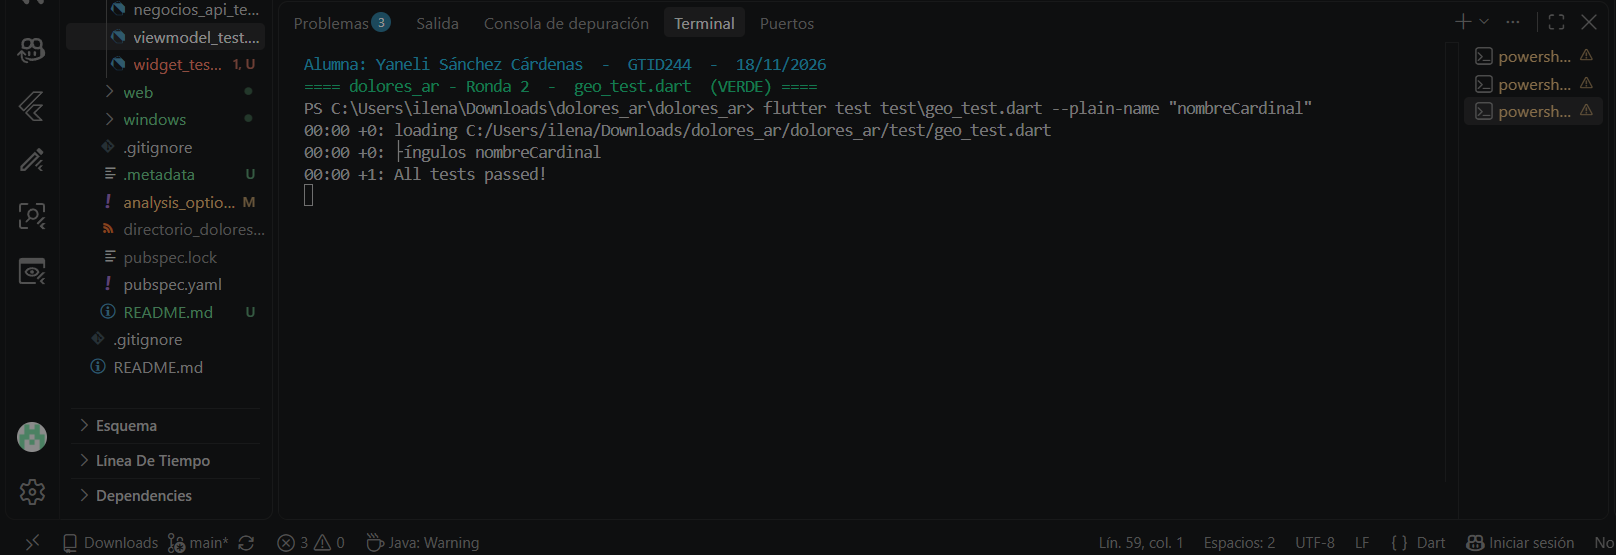 negocios_api_te...
viewmodel_test....
widget_tes... 1, U
web
windows
.gitignore
.metadata U
analysis_optio... M
directorio_dolores...
pubspec.lock
pubspec.yaml
README.md U
.gitignore
README.md
Esquema
Línea De Tiempo
Dependencies
Problemas 3 Salida Consola de depuración Terminal Puertos
Alumna: Yaneli Sánchez Cárdenas - GTID244 - 18/11/2026
==== dolores_ar - Ronda 2 - geo_test.dart (VERDE) ====
PS C:\Users\ilena\Downloads\dolores_ar\dolores_ar> flutter test test\geo_test.dart --plain-name "nombreCardinal"
00:00 +0: loading C:/Users/ilena/Downloads/dolores_ar/dolores_ar/test/geo_test.dart
00:00 +0: ├íngulos nombreCardinal
00:00 +1: All tests passed!
powersh...
powersh...
powersh...
Downloads main* 3 0 Java: Warning Lín. 59, col. 1 Espacios: 2 UTF-8 LF { } Dart Iniciar sesión No